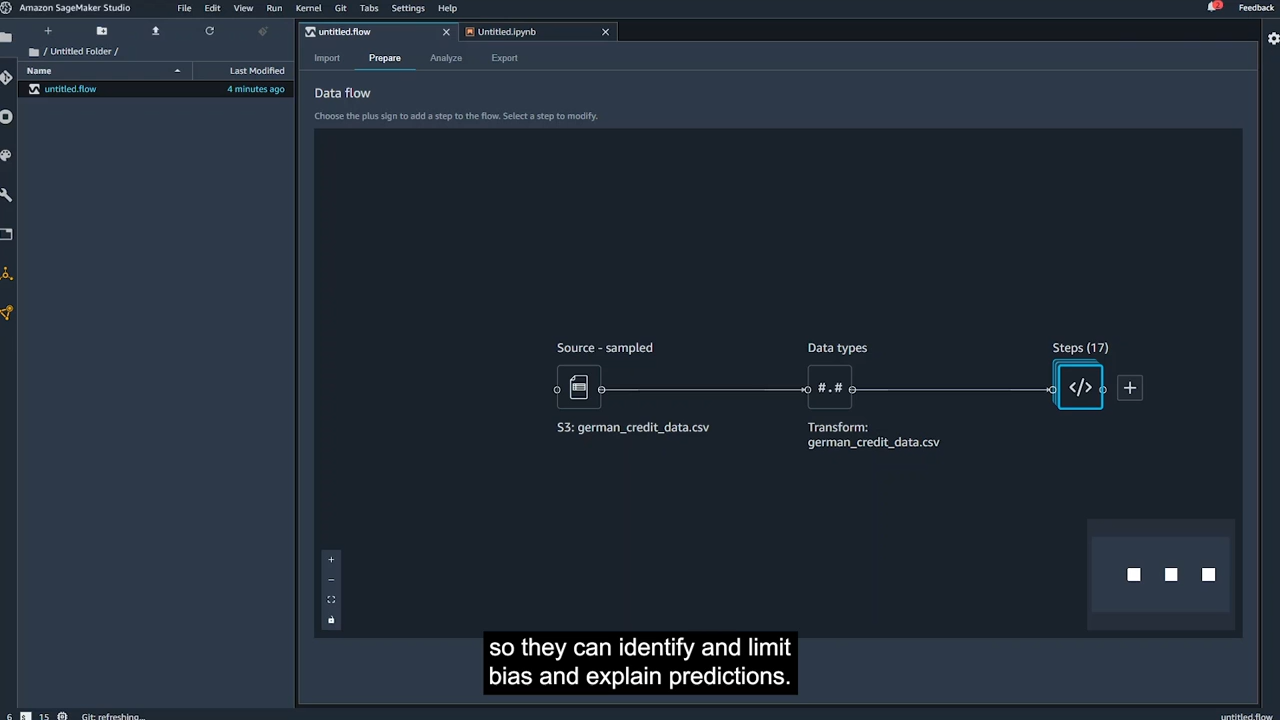 Amazon SageMaker Studio File Edit View Run Kernel Git Tabs Settings Help 2 Feedback
untitled.flow Untitled.ipynb
/ Untitled Folder /
Import Prepare Analyze Export
Name Last Modified
untitled.flow 4 minutes ago
Data flow
Choose the plus sign to add a step to the flow. Select a step to modify.
Source - sampled Data types Steps (17)
#.# </>
S3: german_credit_data.csv Transform:
german_credit_data.csv
so they can identify and limit
bias and explain predictions.
6 15 Git: refreshing... untitled.flow